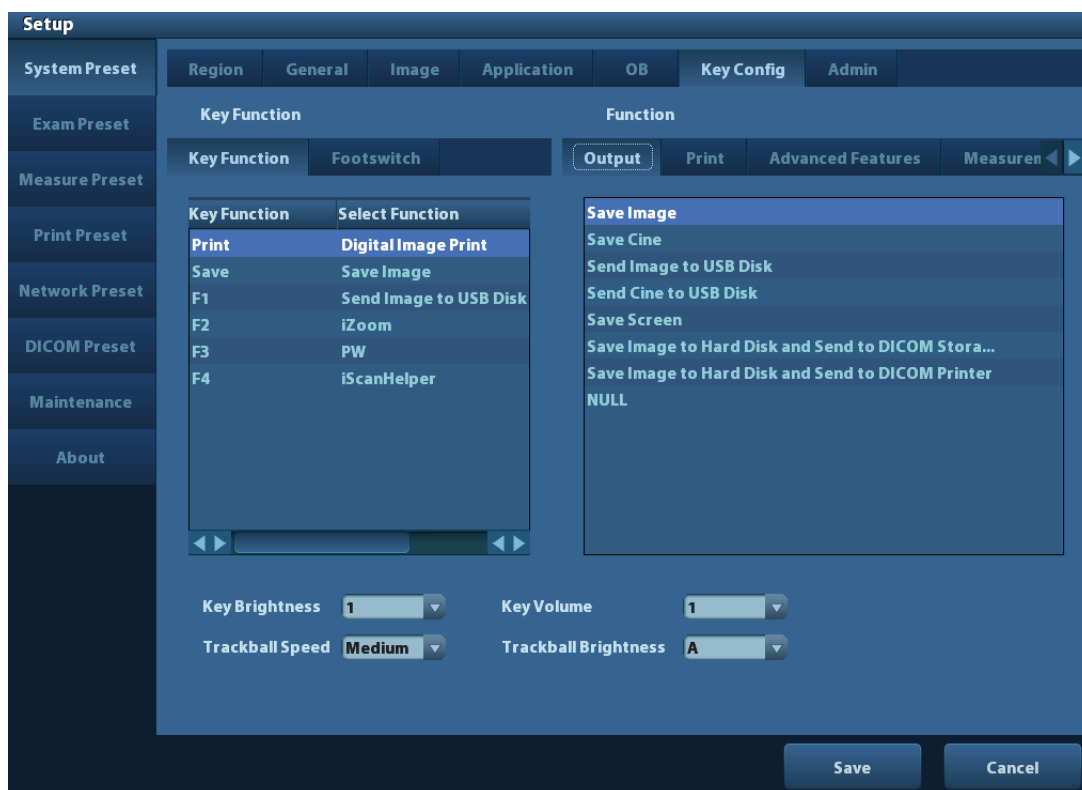 Setup
System Preset
Exam Preset
Measure Preset
Print Preset
Network Preset
DICOM Preset
Maintenance
About
Region General Image Application OB Key Config Admin
Key Function
Key Function Footswitch
Key Function Select Function
Print Digital Image Print
Save Save Image
F1 Send Image to USB Disk
F2 iZoom
F3 PW
F4 iScanHelper
Function
Output Print Advanced Features Measurem
Save Image
Save Cine
Send Image to USB Disk
Send Cine to USB Disk
Save Screen
Save Image to Hard Disk and Send to DICOM Stora...
Save Image to Hard Disk and Send to DICOM Printer
NULL
Key Brightness 1 Key Volume 1
Trackball Speed Medium Trackball Brightness A
Save Cancel